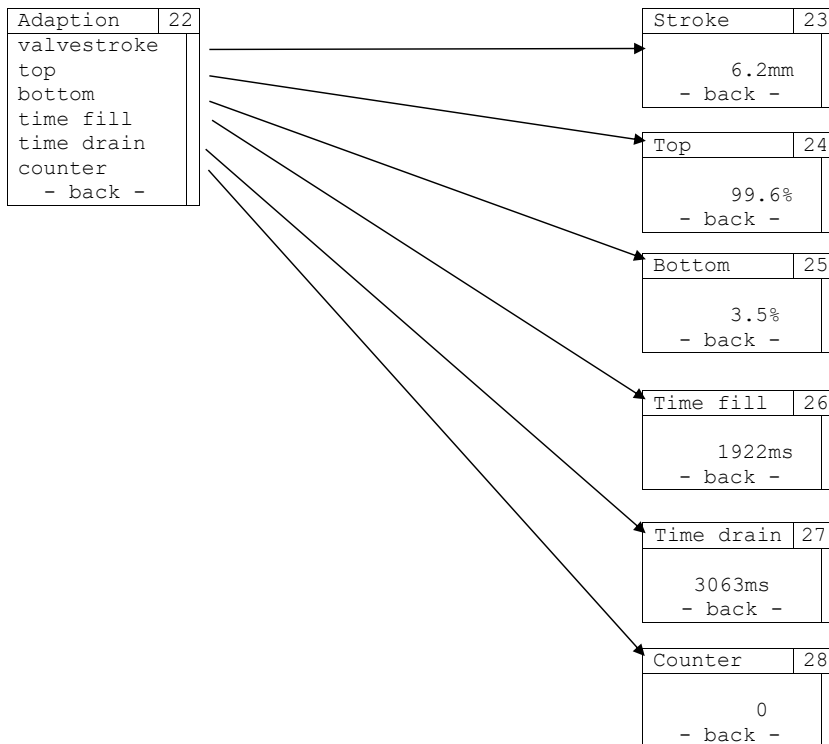 Adaption 22
valvestroke
top
bottom
time fill
time drain
counter
- back -
Stroke 23
6.2mm
- back -
Top 24
99.6%
- back -
Bottom 25
3.5%
- back -
Time fill 26
1922ms
- back -
Time drain 27
3063ms
- back -
Counter 28
0
- back -